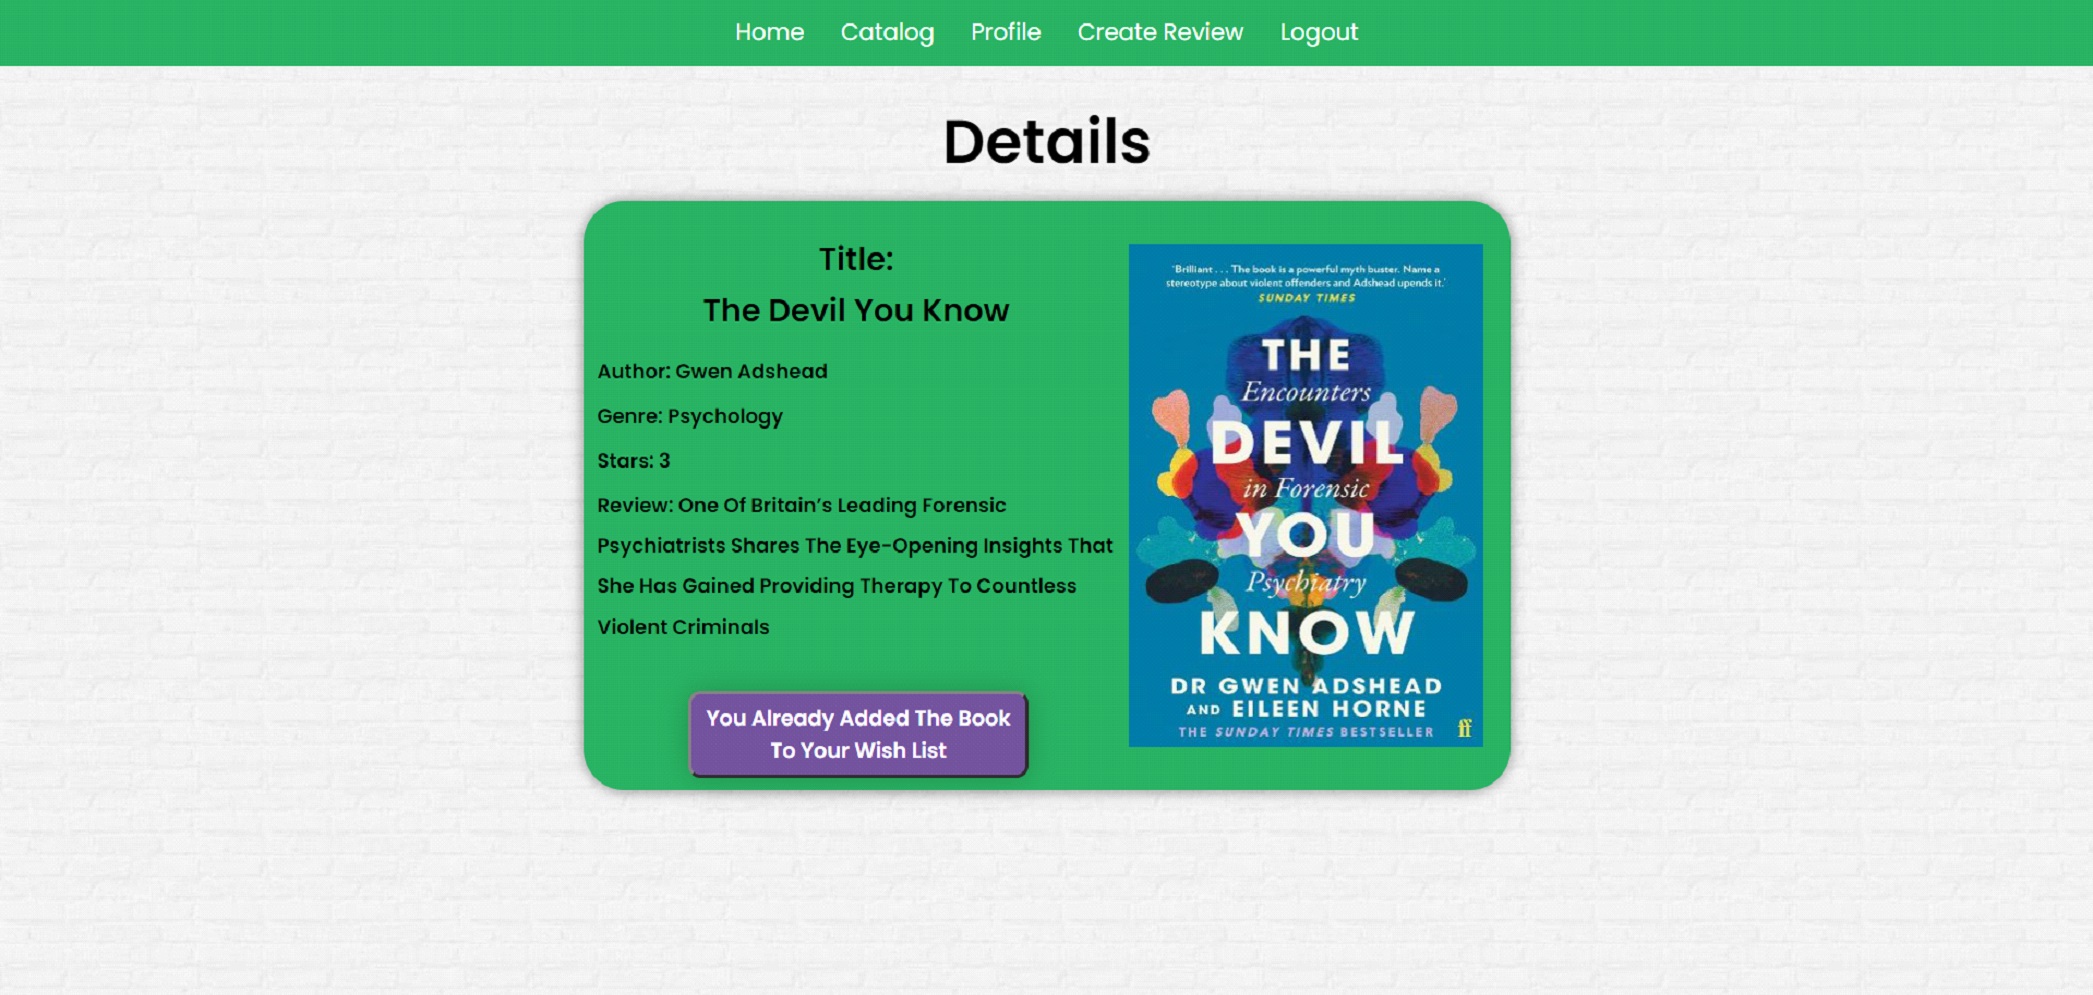 Home Catalog Profile Create Review Logout
Details
Title:
The Devil You Know
Author: Gwen Adshead
Genre: Psychology
Stars: 3
Review: One Of Britain’s Leading Forensic
Psychiatrists Shares The Eye-Opening Insights That
She Has Gained Providing Therapy To Countless
Violent Criminals
You Already Added The Book
To Your Wish List
'Brilliant . . . The book is a powerful myth buster. Name a
stereotype about violent offenders and Adshead upends it.'
SUNDAY TIMES
THE
Encounters
DEVIL
in Forensic
YOU
Psychiatry
KNOW
DR GWEN ADSHEAD
AND EILEEN HORNE
THE SUNDAY TIMES BESTSELLER
ff